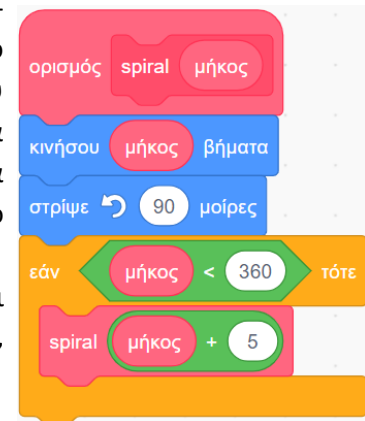 ορισμός spiral μήκος
κινήσου μήκος βήματα
στρίψε 90 μοίρες
εάν μήκος < 360 τότε
spiral μήκος + 5